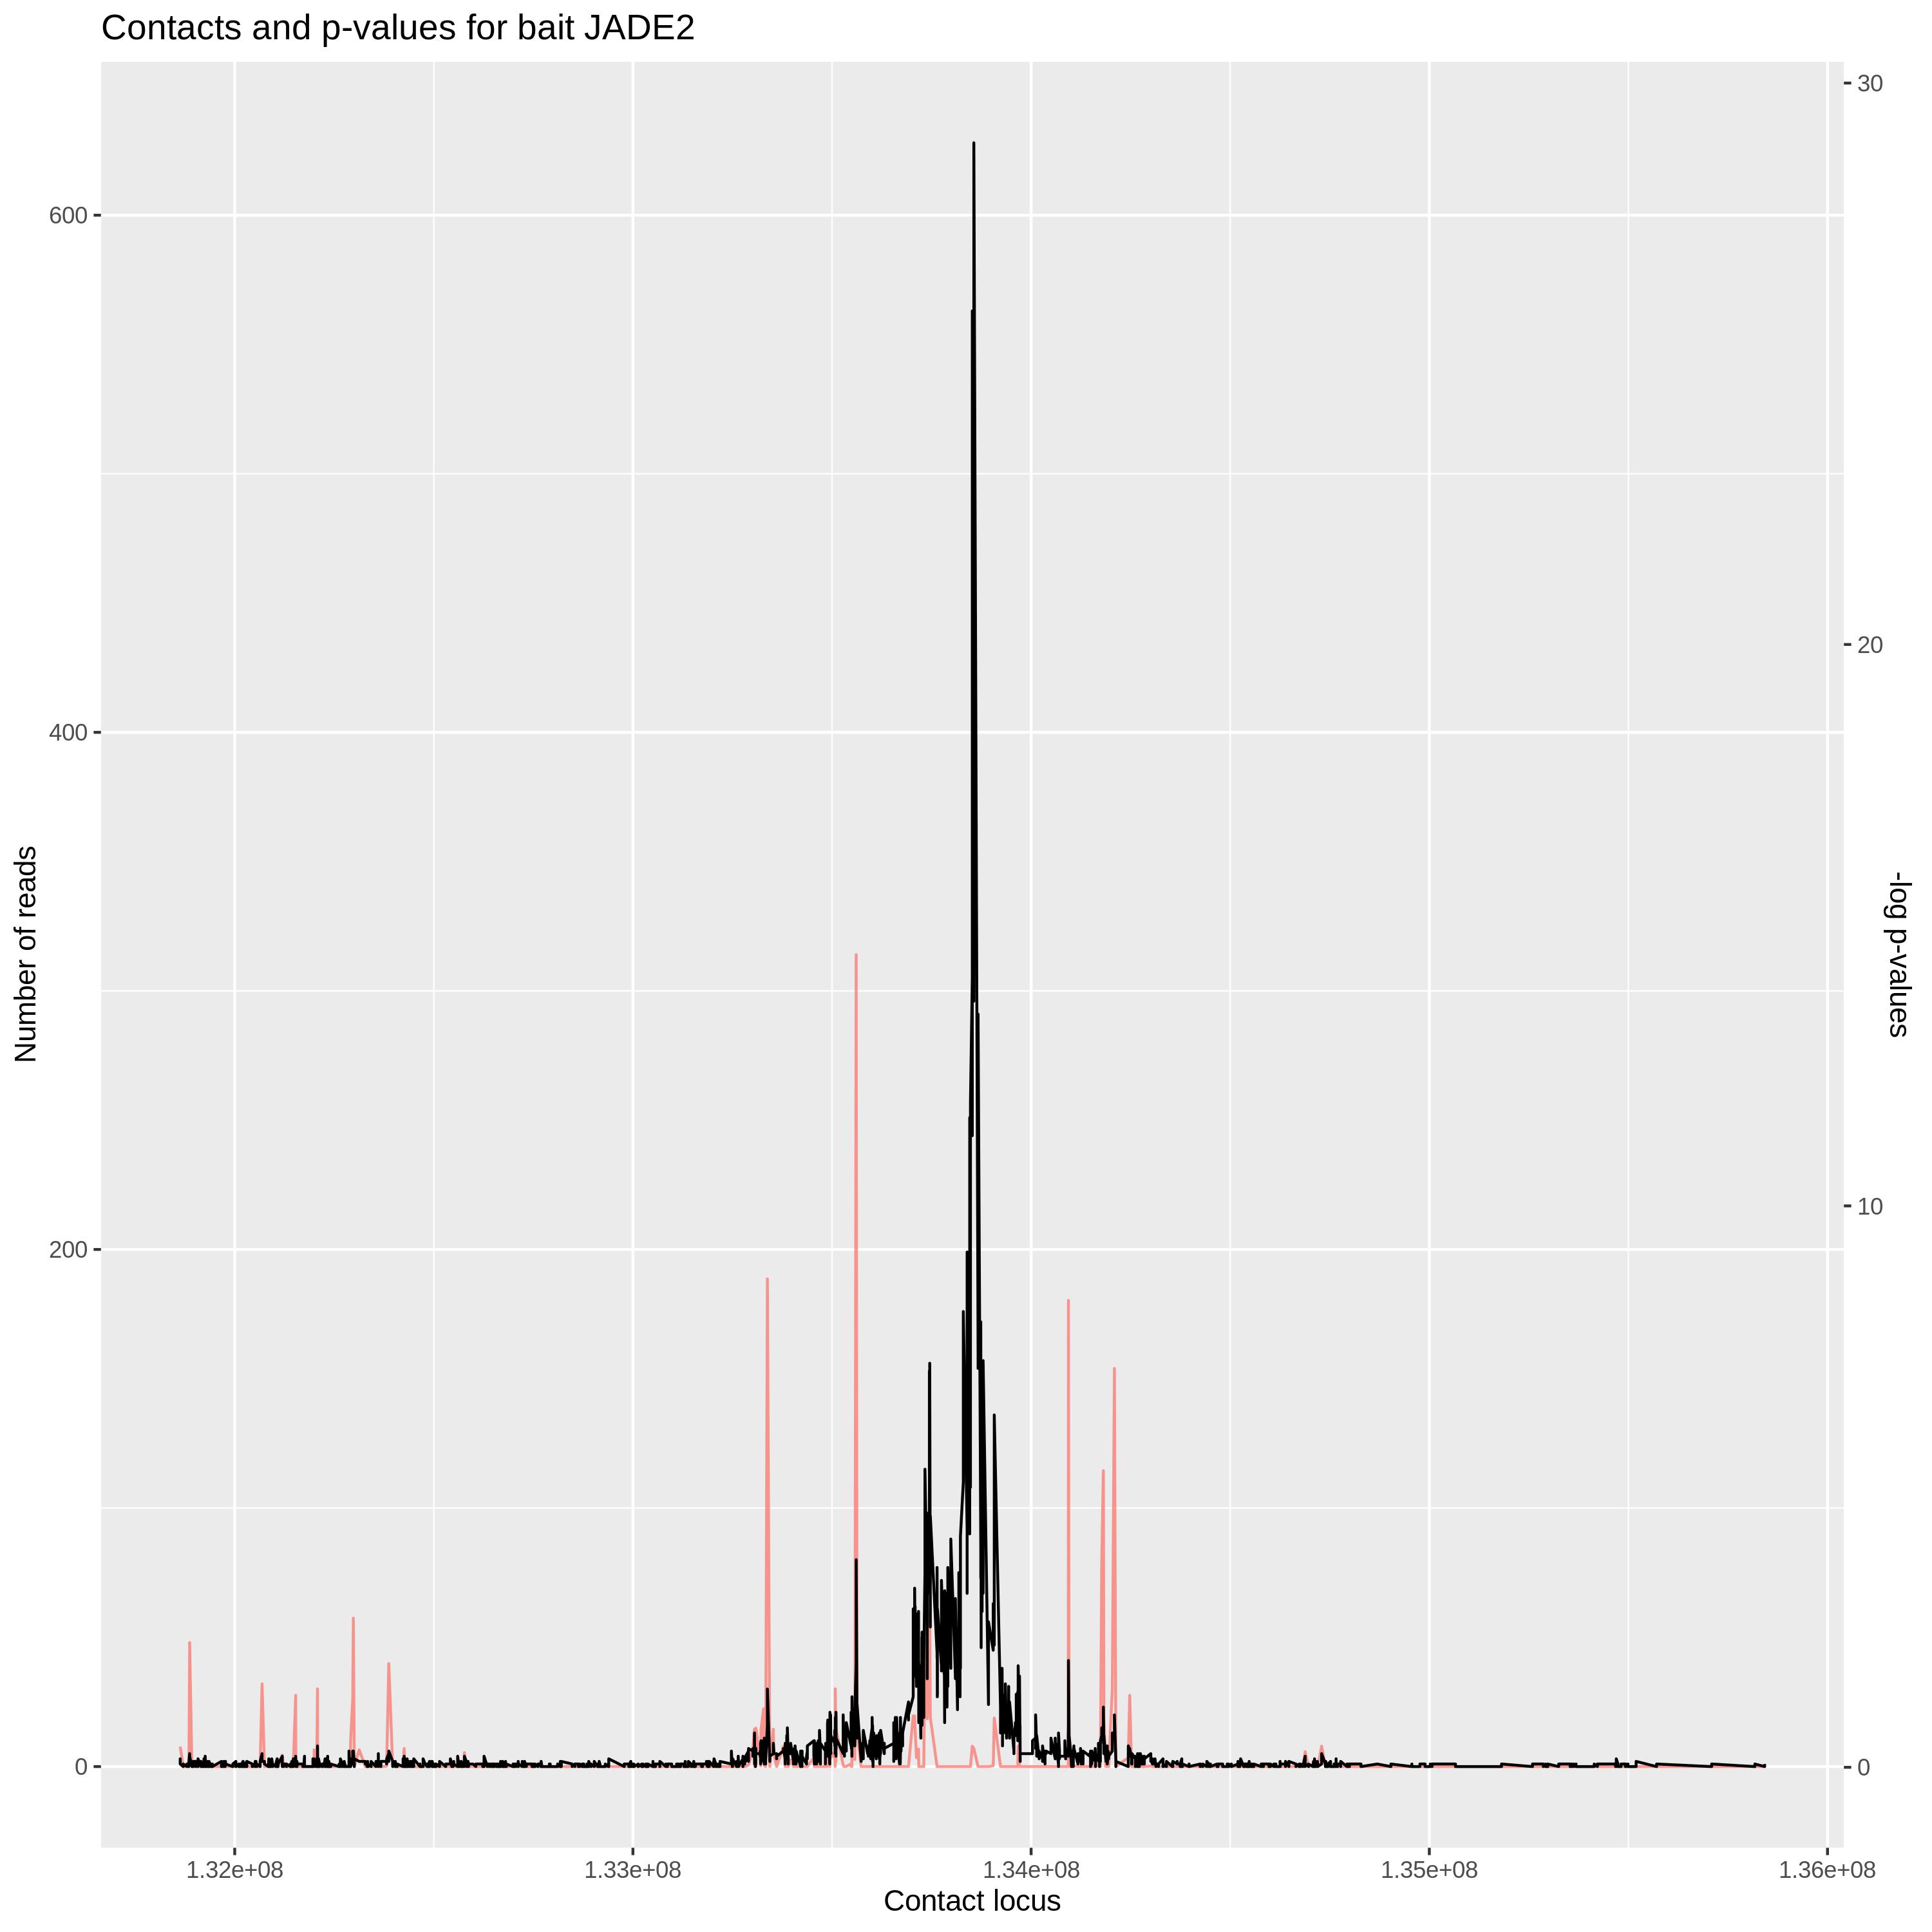 Contacts and p-values for bait JADE2
30
600
20
400
Number of reads
-log p-values
10
200
0
0
1.32e+08
1.33e+08
1.34e+08
1.35e+08
1.36e+08
Contact locus